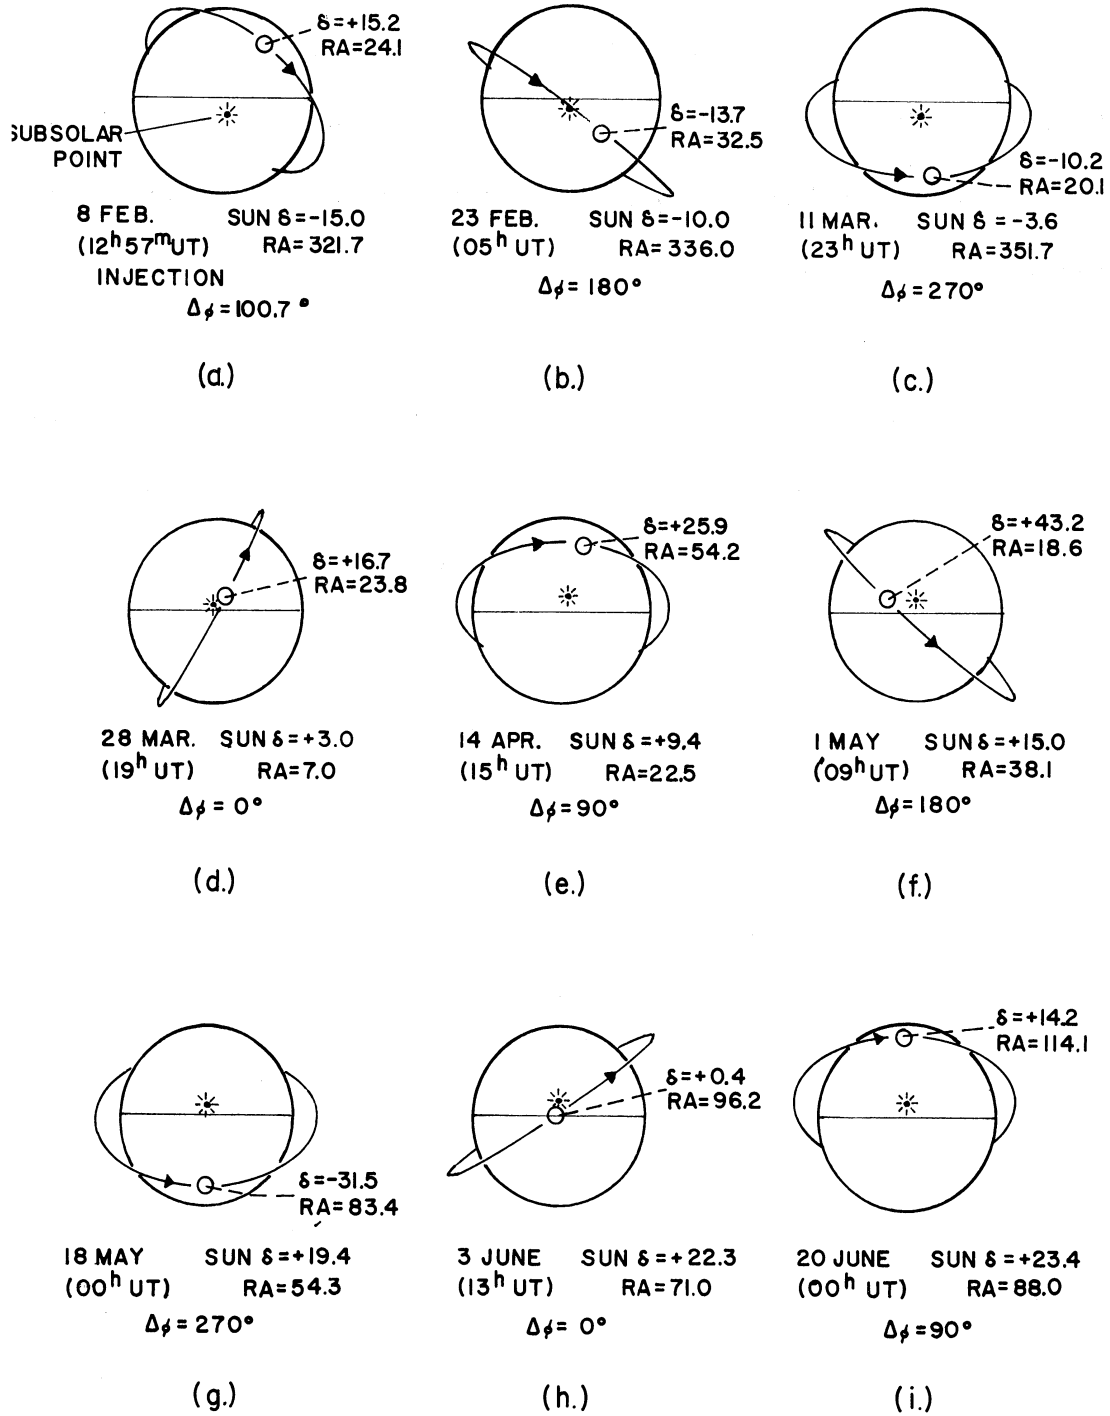 δ=+15.2
RA=24.1
SUBSOLAR
POINT
8 FEB. SUN δ=-15.0
(12ʰ57ᵐUT) RA=321.7
INJECTION
Δφ=100.7°
(a.)
δ=-13.7
RA=32.5
23 FEB. SUN δ=-10.0
(05ʰ UT) RA=336.0
Δφ=180°
(b.)
δ=-10.2
RA=20.1
11 MAR. SUN δ=-3.6
(23ʰ UT) RA=351.7
Δφ=270°
(c.)
δ=+16.7
RA=23.8
28 MAR. SUN δ=+3.0
(19ʰ UT) RA=7.0
Δφ=0°
(d.)
δ=+25.9
RA=54.2
14 APR. SUN δ=+9.4
(15ʰ UT) RA=22.5
Δφ=90°
(e.)
δ=+43.2
RA=18.6
1 MAY SUN δ=+15.0
(09ʰ UT) RA=38.1
Δφ=180°
(f.)
δ=-31.5
RA=83.4
18 MAY SUN δ=+19.4
(00ʰ UT) RA=54.3
Δφ=270°
(g.)
δ=+0.4
RA=96.2
3 JUNE SUN δ=+22.3
(13ʰ UT) RA=71.0
Δφ=0°
(h.)
δ=+14.2
RA=114.1
20 JUNE SUN δ=+23.4
(00ʰ UT) RA=88.0
Δφ=90°
(i.)